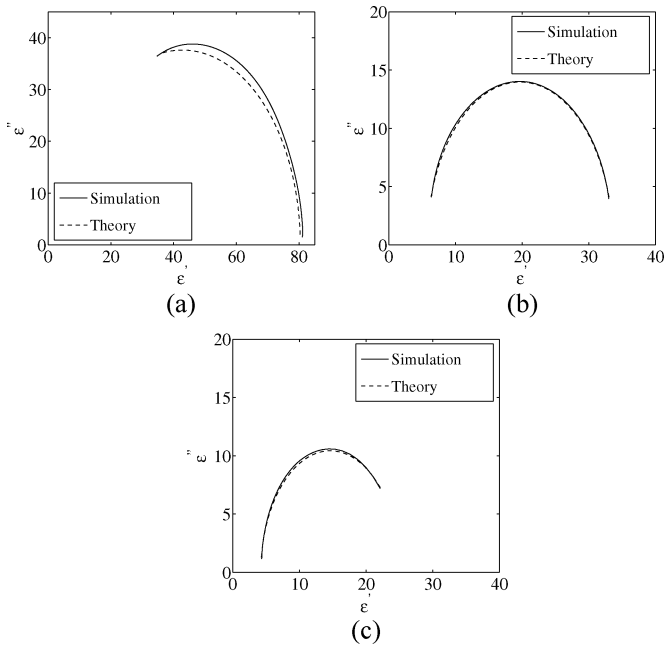 40
30
20
10
0
ε"
Simulation
Theory
0 20 40 60 80
ε'
(a)
20
15
10
5
0
ε"
Simulation
Theory
0 10 20 30 40
ε'
(b)
20
15
10
5
0
ε"
Simulation
Theory
0 10 20 30 40
ε'
(c)